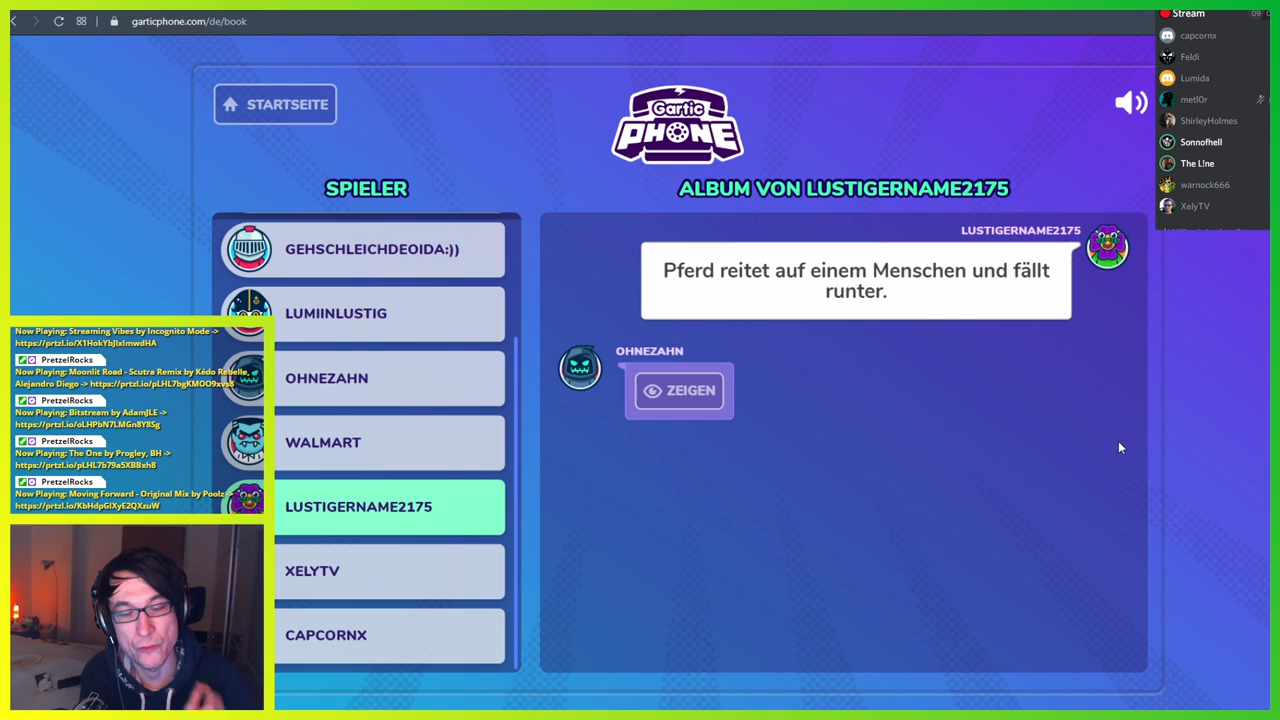 garticphone.com/de/book
Stream
09
capcornx
Feldi
Lumida
metl0r
ShirleyHolmes
Sonnofhell
The L!ne
warnock666
XelyTV
STARTSEITE
Gartic
PHONE
SPIELER
GEHSCHLEICHDEOIDA:))
LUMIINLUSTIG
OHNEZAHN
WALMART
LUSTIGERNAME2175
XELYTV
CAPCORNX
ALBUM VON LUSTIGERNAME2175
LUSTIGERNAME2175
Pferd reitet auf einem Menschen und fällt
runter.
OHNEZAHN
ZEIGEN
Now Playing: Streaming Vibes by Incognito Mode ->
https://prtzl.io/X1HokYbJlxlmwdHA
PretzelRocks
Now Playing: Moonlit Road - Scutra Remix by Kédo Rebelle,
Alejandro Diego -> https://prtzl.io/pLHL7bgKMOO9xvs8
PretzelRocks
Now Playing: Bitstream by AdamJLE ->
https://prtzl.io/oLHPbN7LMGn8Y8Sg
PretzelRocks
Now Playing: The One by Progley, BH ->
https://prtzl.io/pLHL7b79a5XBBxh8
PretzelRocks
Now Playing: Moving Forward - Original Mix by Poolz ->
https://prtzl.io/KbHdpGlXyE2QXzuW